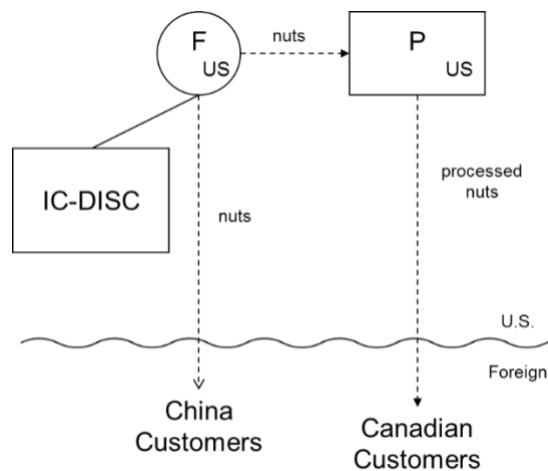 F
US
nuts
P
US
IC-DISC
nuts
processed
nuts
U.S.
Foreign
China
Customers
Canadian
Customers